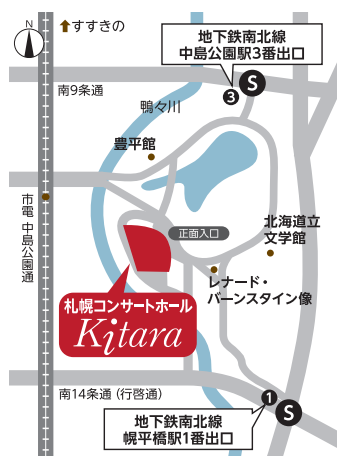 N
すすきの
地下鉄南北線
中島公園駅3番出口
3
S
南9条通
鴨々川
豊平館
市電 中島公園通
正面入口
北海道立
文学館
レナード・
バーンスタイン像
札幌コンサートホール
Kitara
南14条通（行啓通）
1
S
地下鉄南北線
幌平橋駅1番出口